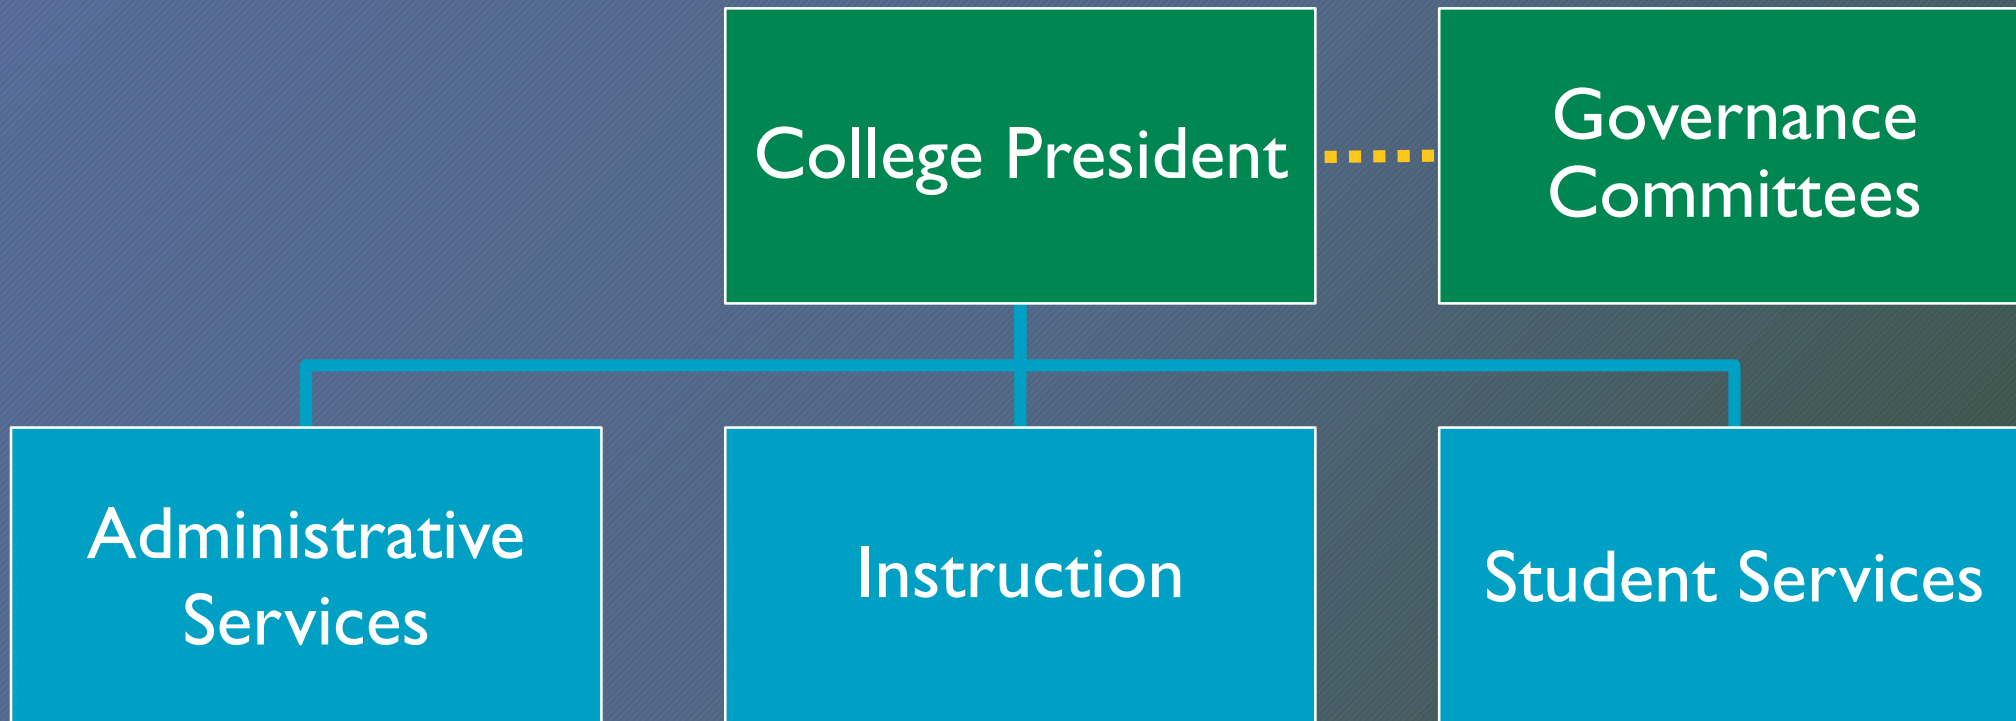 College President
Governance
Committees
Administrative
Services
Instruction
Student Services